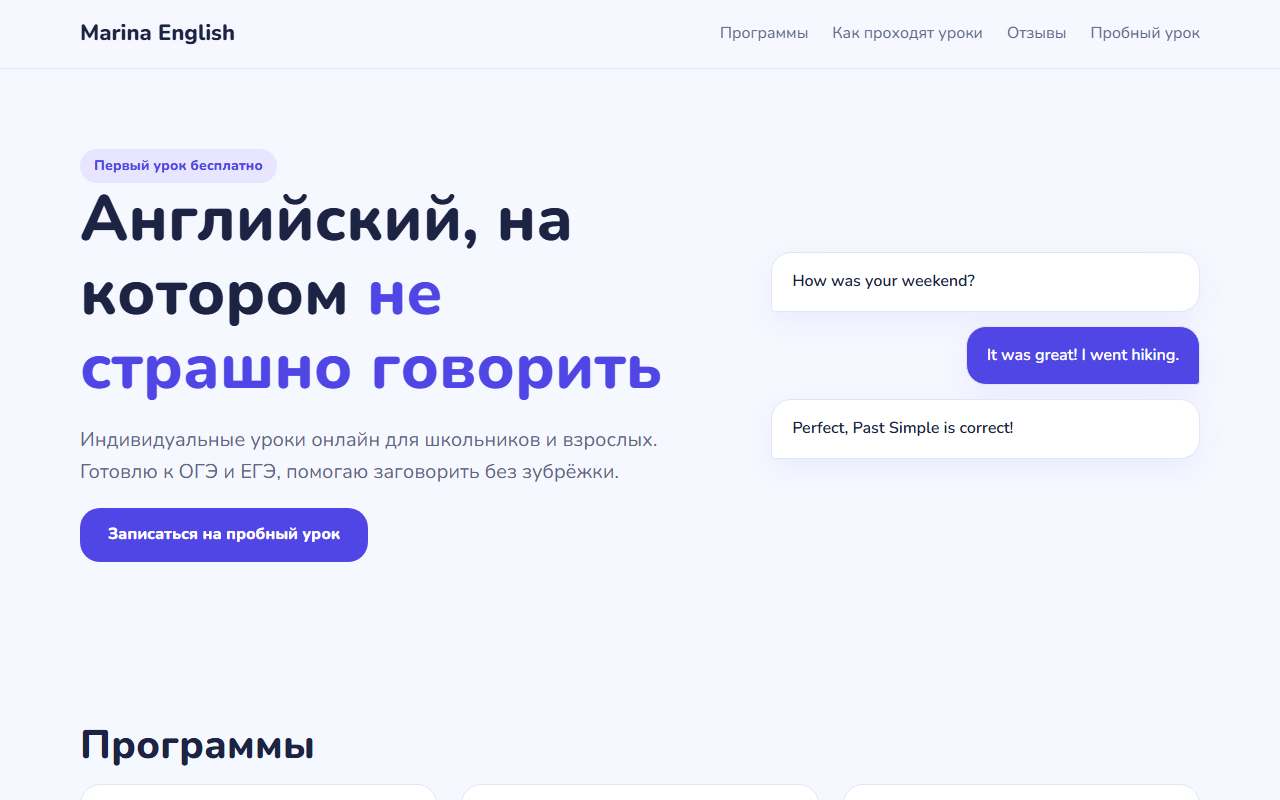 Marina English
Программы
Как проходят уроки
Отзывы
Пробный урок
Первый урок бесплатно
Английский, на
котором не
страшно говорить
Индивидуальные уроки онлайн для школьников и взрослых.
Готовлю к ОГЭ и ЕГЭ, помогаю заговорить без зубрёжки.
Записаться на пробный урок
How was your weekend?
It was great! I went hiking.
Perfect, Past Simple is correct!
Программы